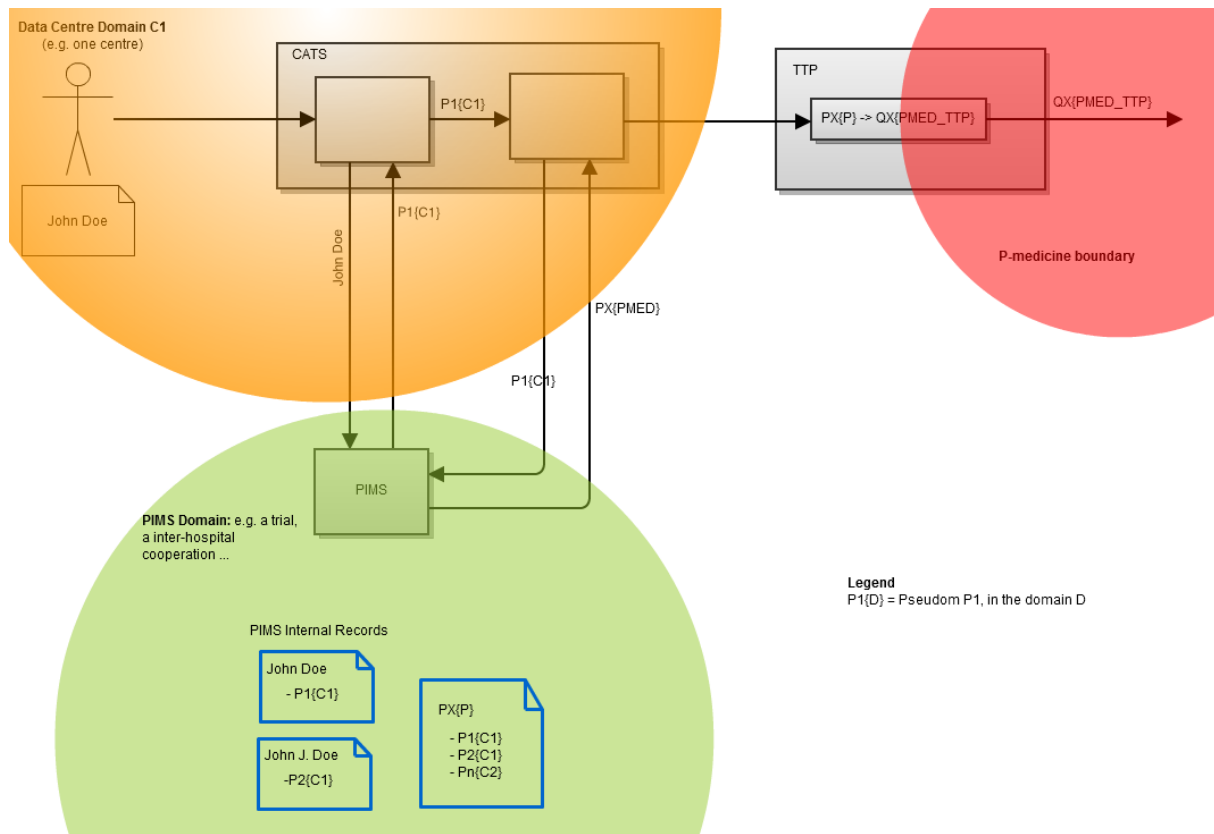 Data Centre Domain C1
(e.g. one centre)
John Doe
CATS
P1{C1}
P1{C1}
John Doe
P1{C1}
PX{PMED}
TTP
PX{P} -> QX{PMED_TTP}
QX{PMED_TTP}
P-medicine boundary
PIMS
PIMS Domain: e.g. a trial,
a inter-hospital
cooperation ...
Legend
P1{D} = Pseudom P1, in the domain D
PIMS Internal Records
John Doe
- P1{C1}
John J. Doe
-P2{C1}
PX{P}
- P1{C1}
- P2{C1}
- Pn{C2}